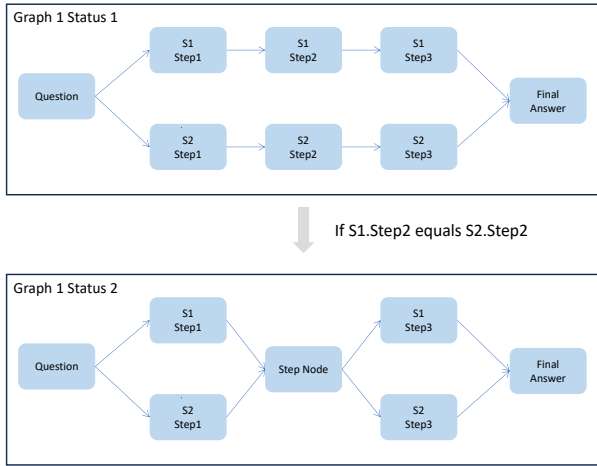 Graph 1 Status 1
S1
Step1
S1
Step2
S1
Step3
Question
Final
Answer
S2
Step1
S2
Step2
S2
Step3
If S1.Step2 equals S2.Step2
Graph 1 Status 2
S1
Step1
S1
Step3
Question
Step Node
Final
Answer
S2
Step1
S2
Step3